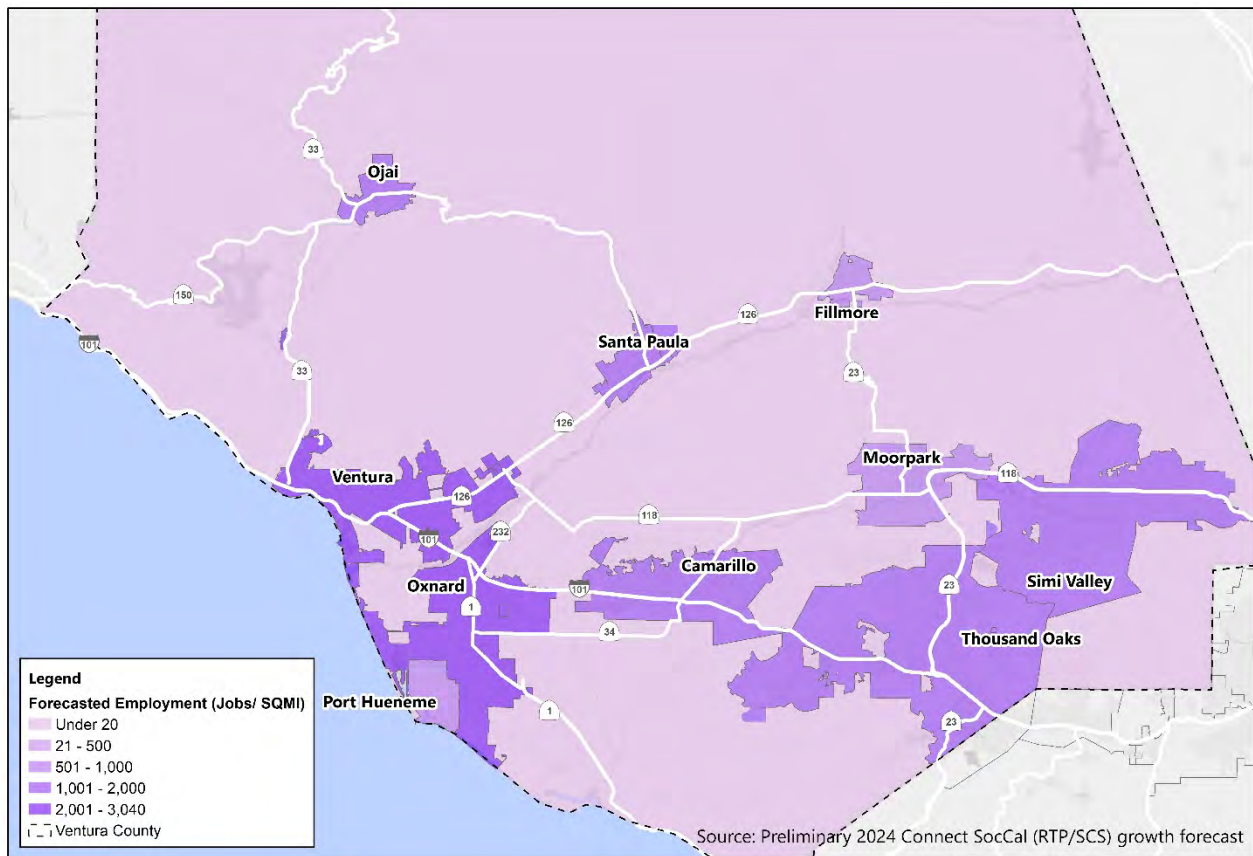 33
Ojai
150
101
33
Santa Paula
126
Fillmore
126
23
Ventura
126
Moorpark
118
118
232
101
Camarillo
Oxnard
101
23
Simi Valley
1
34
Thousand Oaks
Port Hueneme
1
23
Legend
Forecasted Employment (Jobs/ SQMI)
Under 20
21 - 500
501 - 1,000
1,001 - 2,000
2,001 - 3,040
Ventura County
Source: Preliminary 2024 Connect SocCal (RTP/SCS) growth forecast